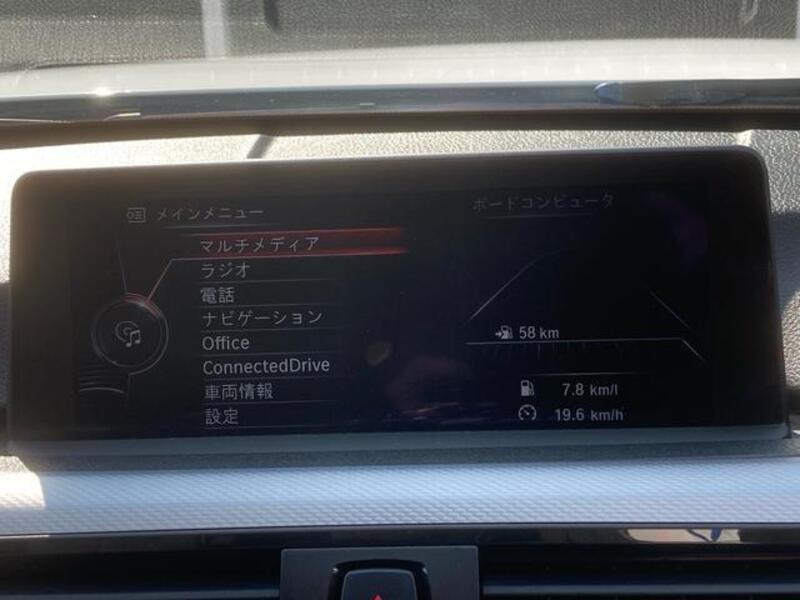 メインメニュー
マルチメディア
ラジオ
電話
ナビゲーション
Office
ConnectedDrive
車両情報
設定
ボードコンピュータ
58 km
7.8 km/l
19.6 km/h